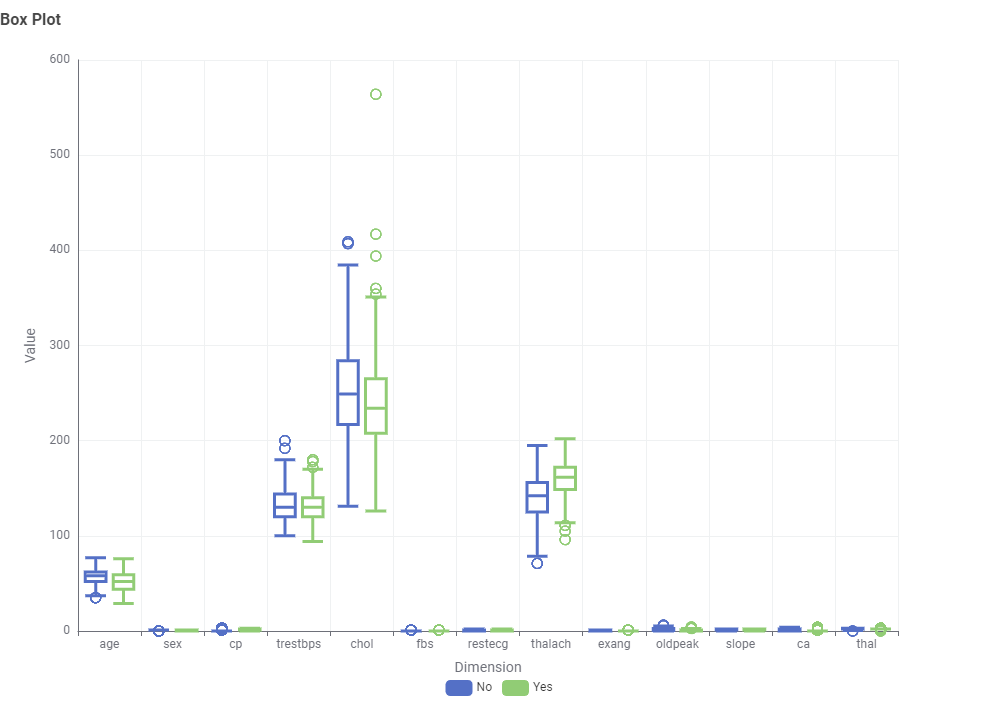 Box Plot
600
500
400
300
200
100
0
Value
age sex cp trestbps chol fbs restecg thalach exang oldpeak slope ca thal
Dimension
No Yes